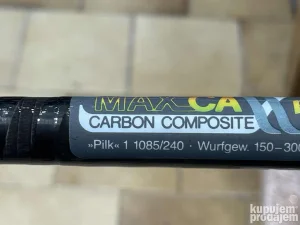 MAX CA
CARBON COMPOSITE
»Pilk« 1 1085/240 · Wurfgew. 150-300
kupujem
prodajem